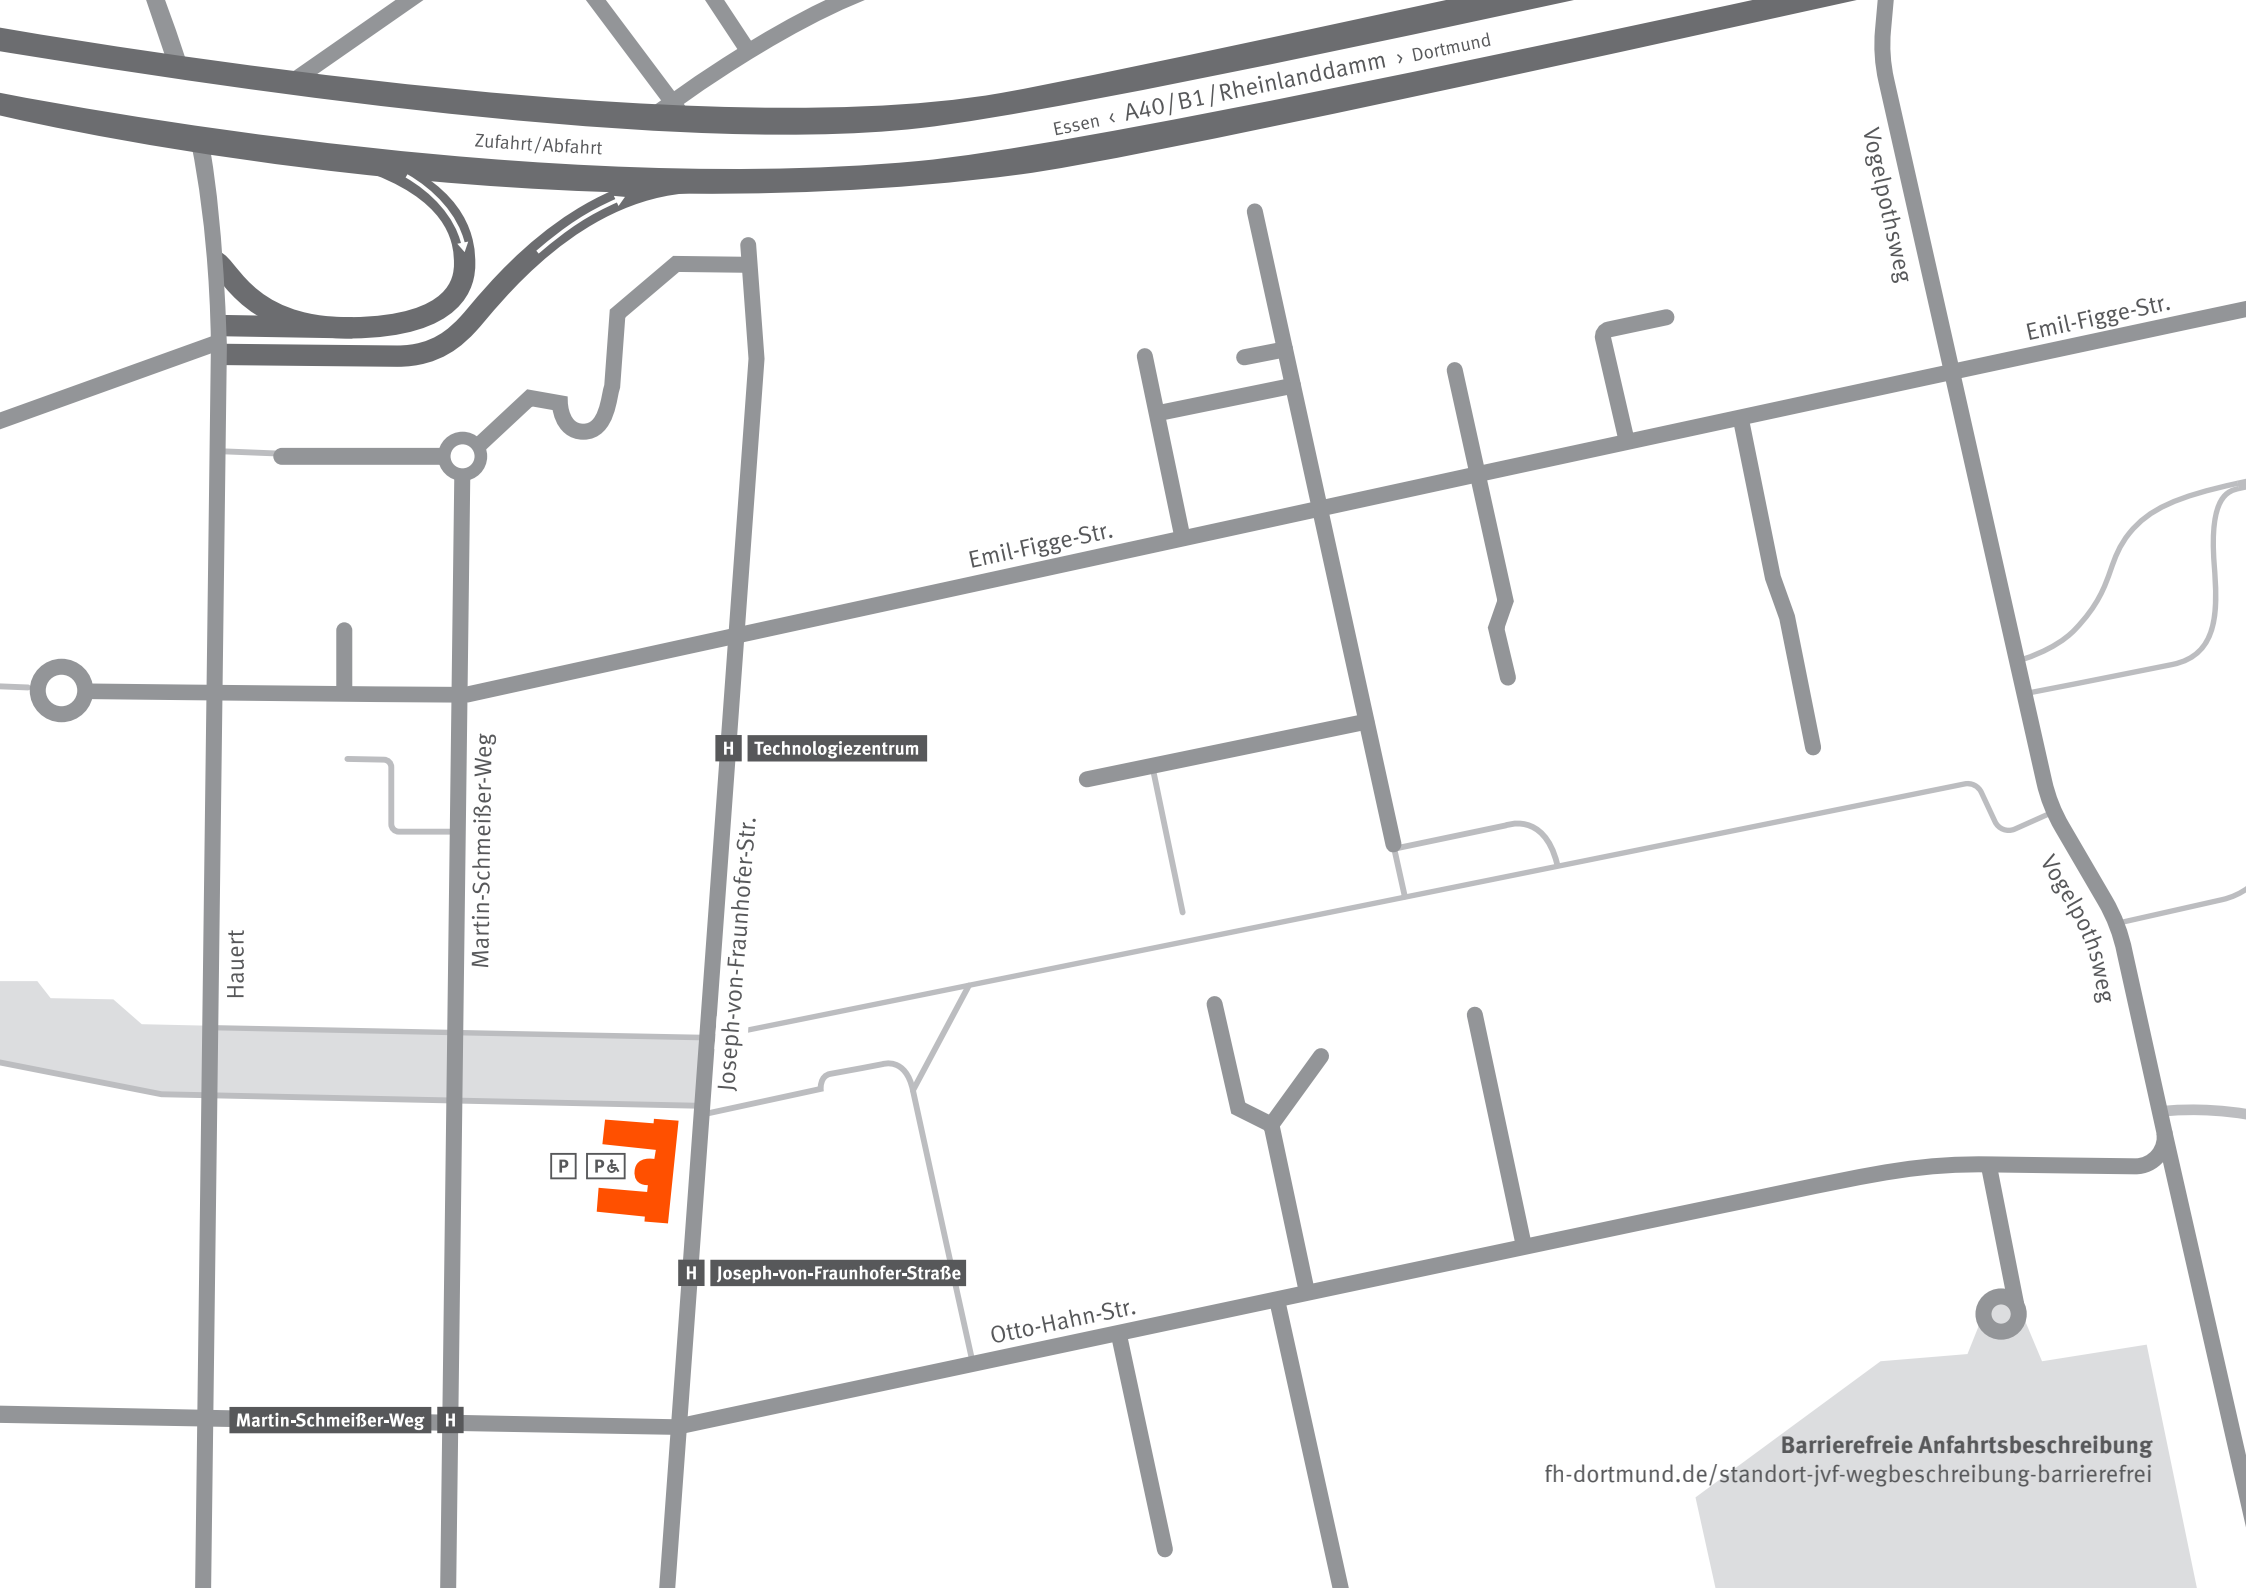 Essen ‹ A40/B1/Rheinlanddamm › Dortmund
Zufahrt/Abfahrt
Vogelpothsweg
Emil-Figge-Str.
Emil-Figge-Str.
H Technologiezentrum
Martin-Schmeißer-Weg
Joseph-von-Fraunhofer-Str.
Hauert
Vogelpothsweg
P P
H Joseph-von-Fraunhofer-Straße
Otto-Hahn-Str.
Martin-Schmeißer-Weg H
Barrierefreie Anfahrtsbeschreibung
fh-dortmund.de/standort-jvf-wegbeschreibung-barrierefrei